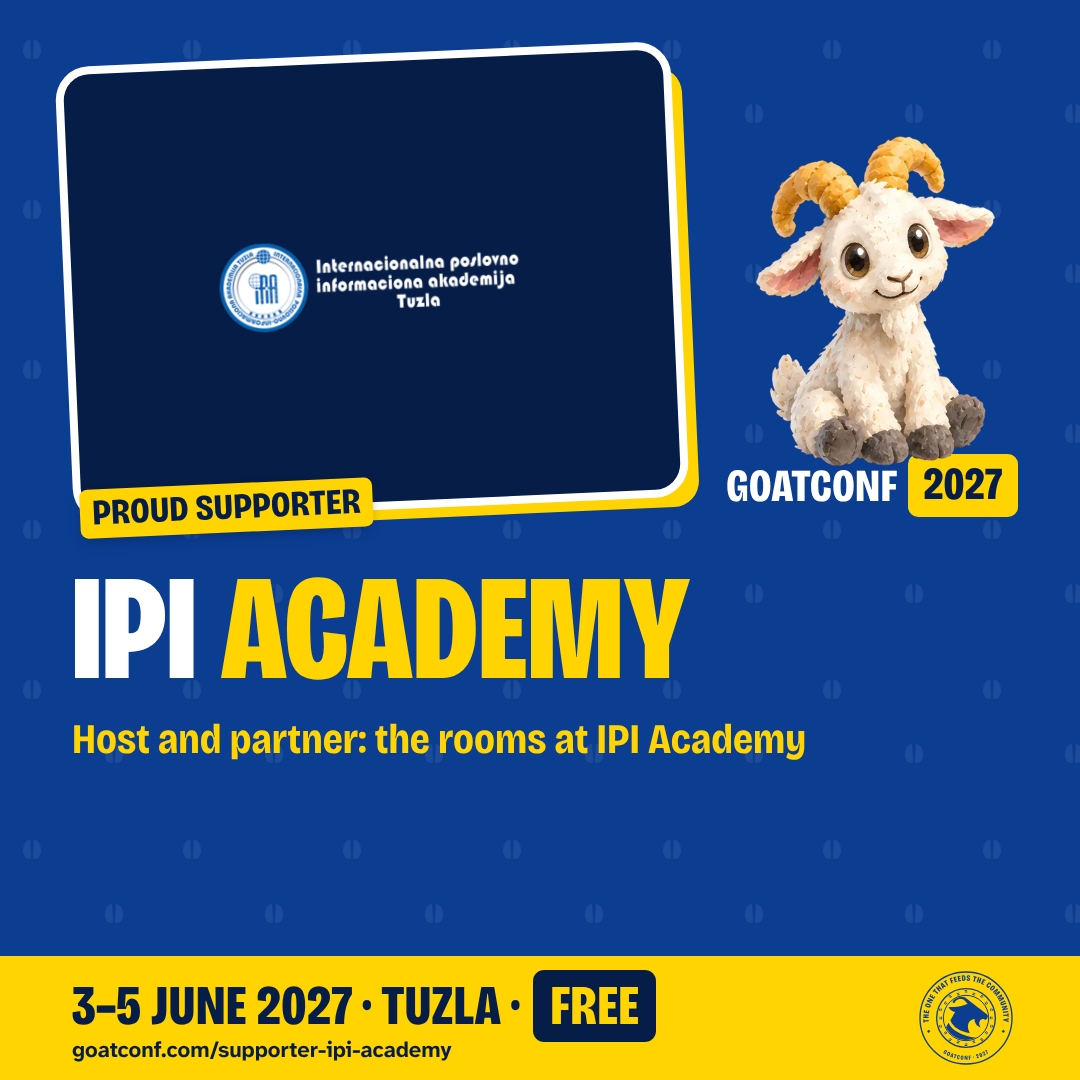 Internacionalna poslovno
informaciona akademija
Tuzla
PROUD SUPPORTER
GOATCONF 2027
IPI ACADEMY
Host and partner: the rooms at IPI Academy
3–5 JUNE 2027 · TUZLA · FREE
goatconf.com/supporter-ipi-academy
THE ONE THAT FEEDS THE COMMUNITY
GOATCONF · 2027